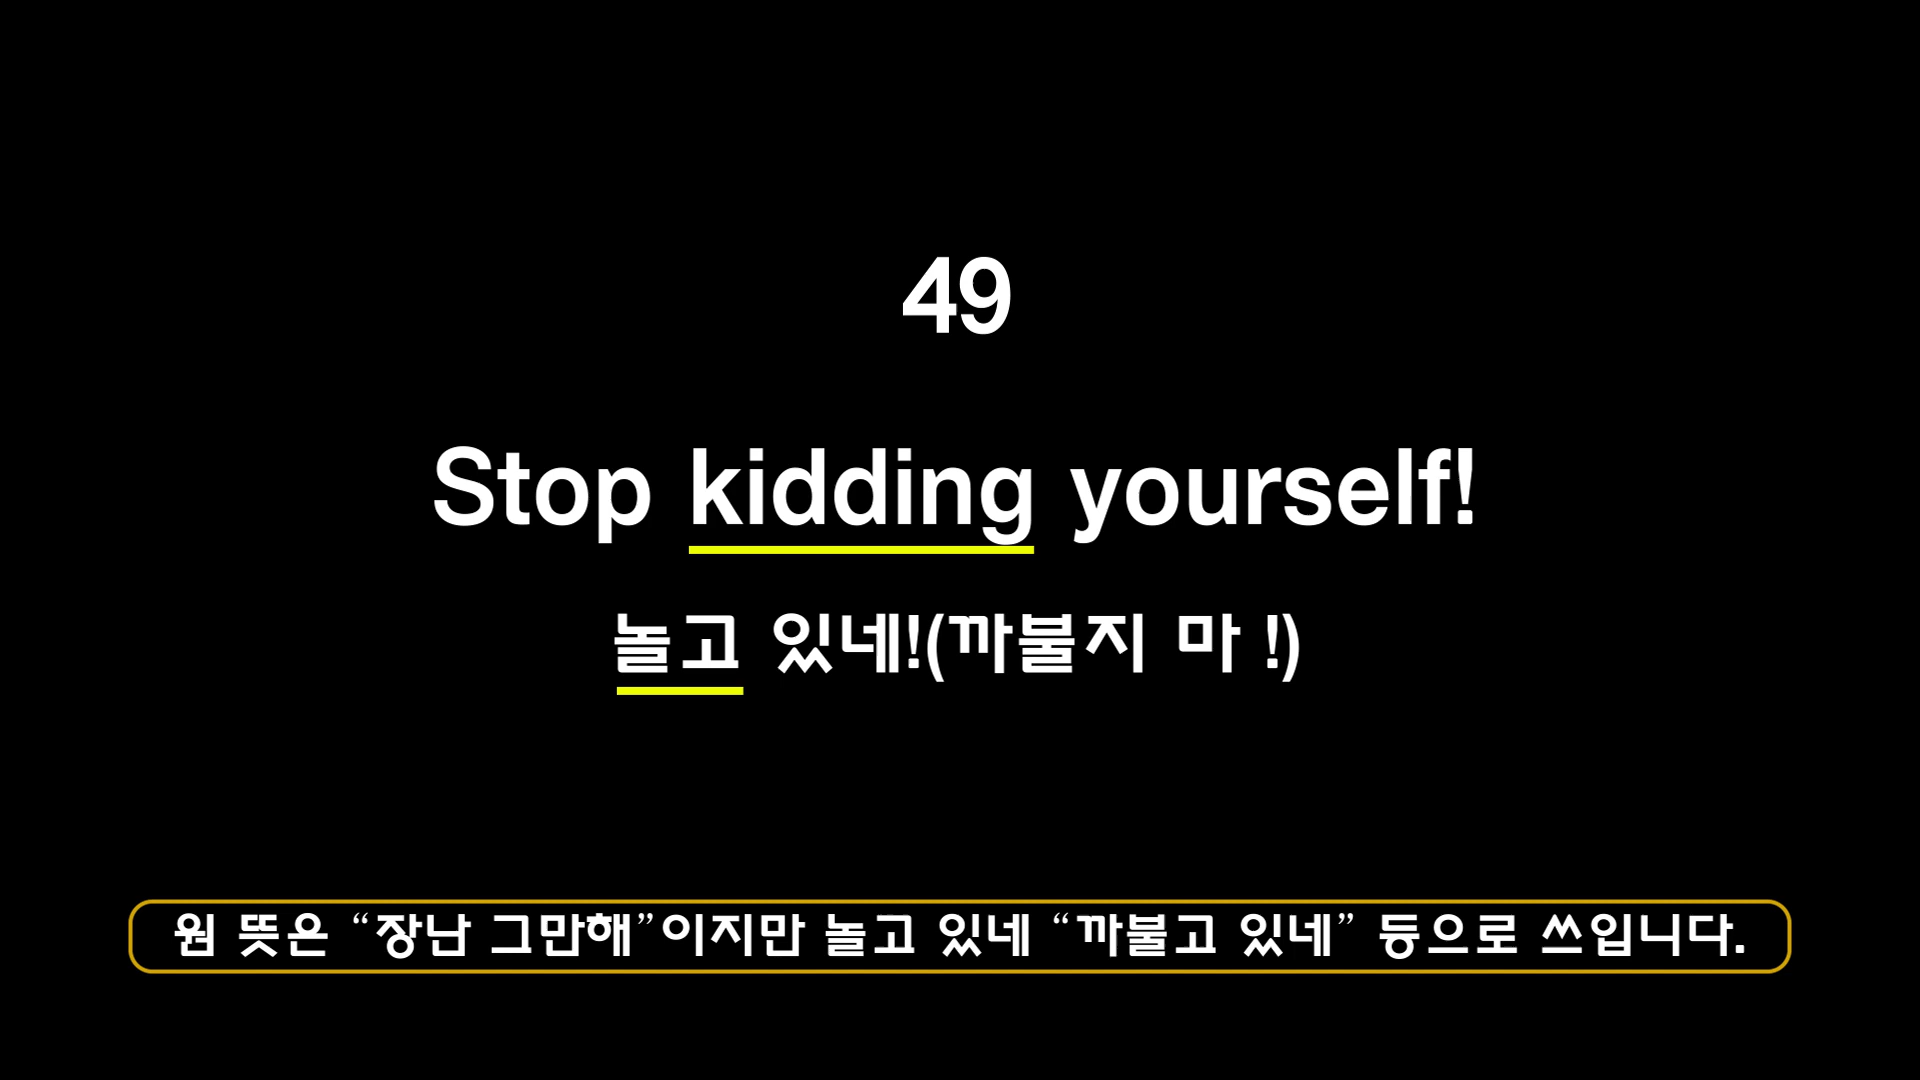 49
Stop kidding yourself!
놀고 있네!(까불지 마 !)
원 뜻은 “장난 그만해”이지만 놀고 있네 “까불고 있네” 등으로 쓰입니다.